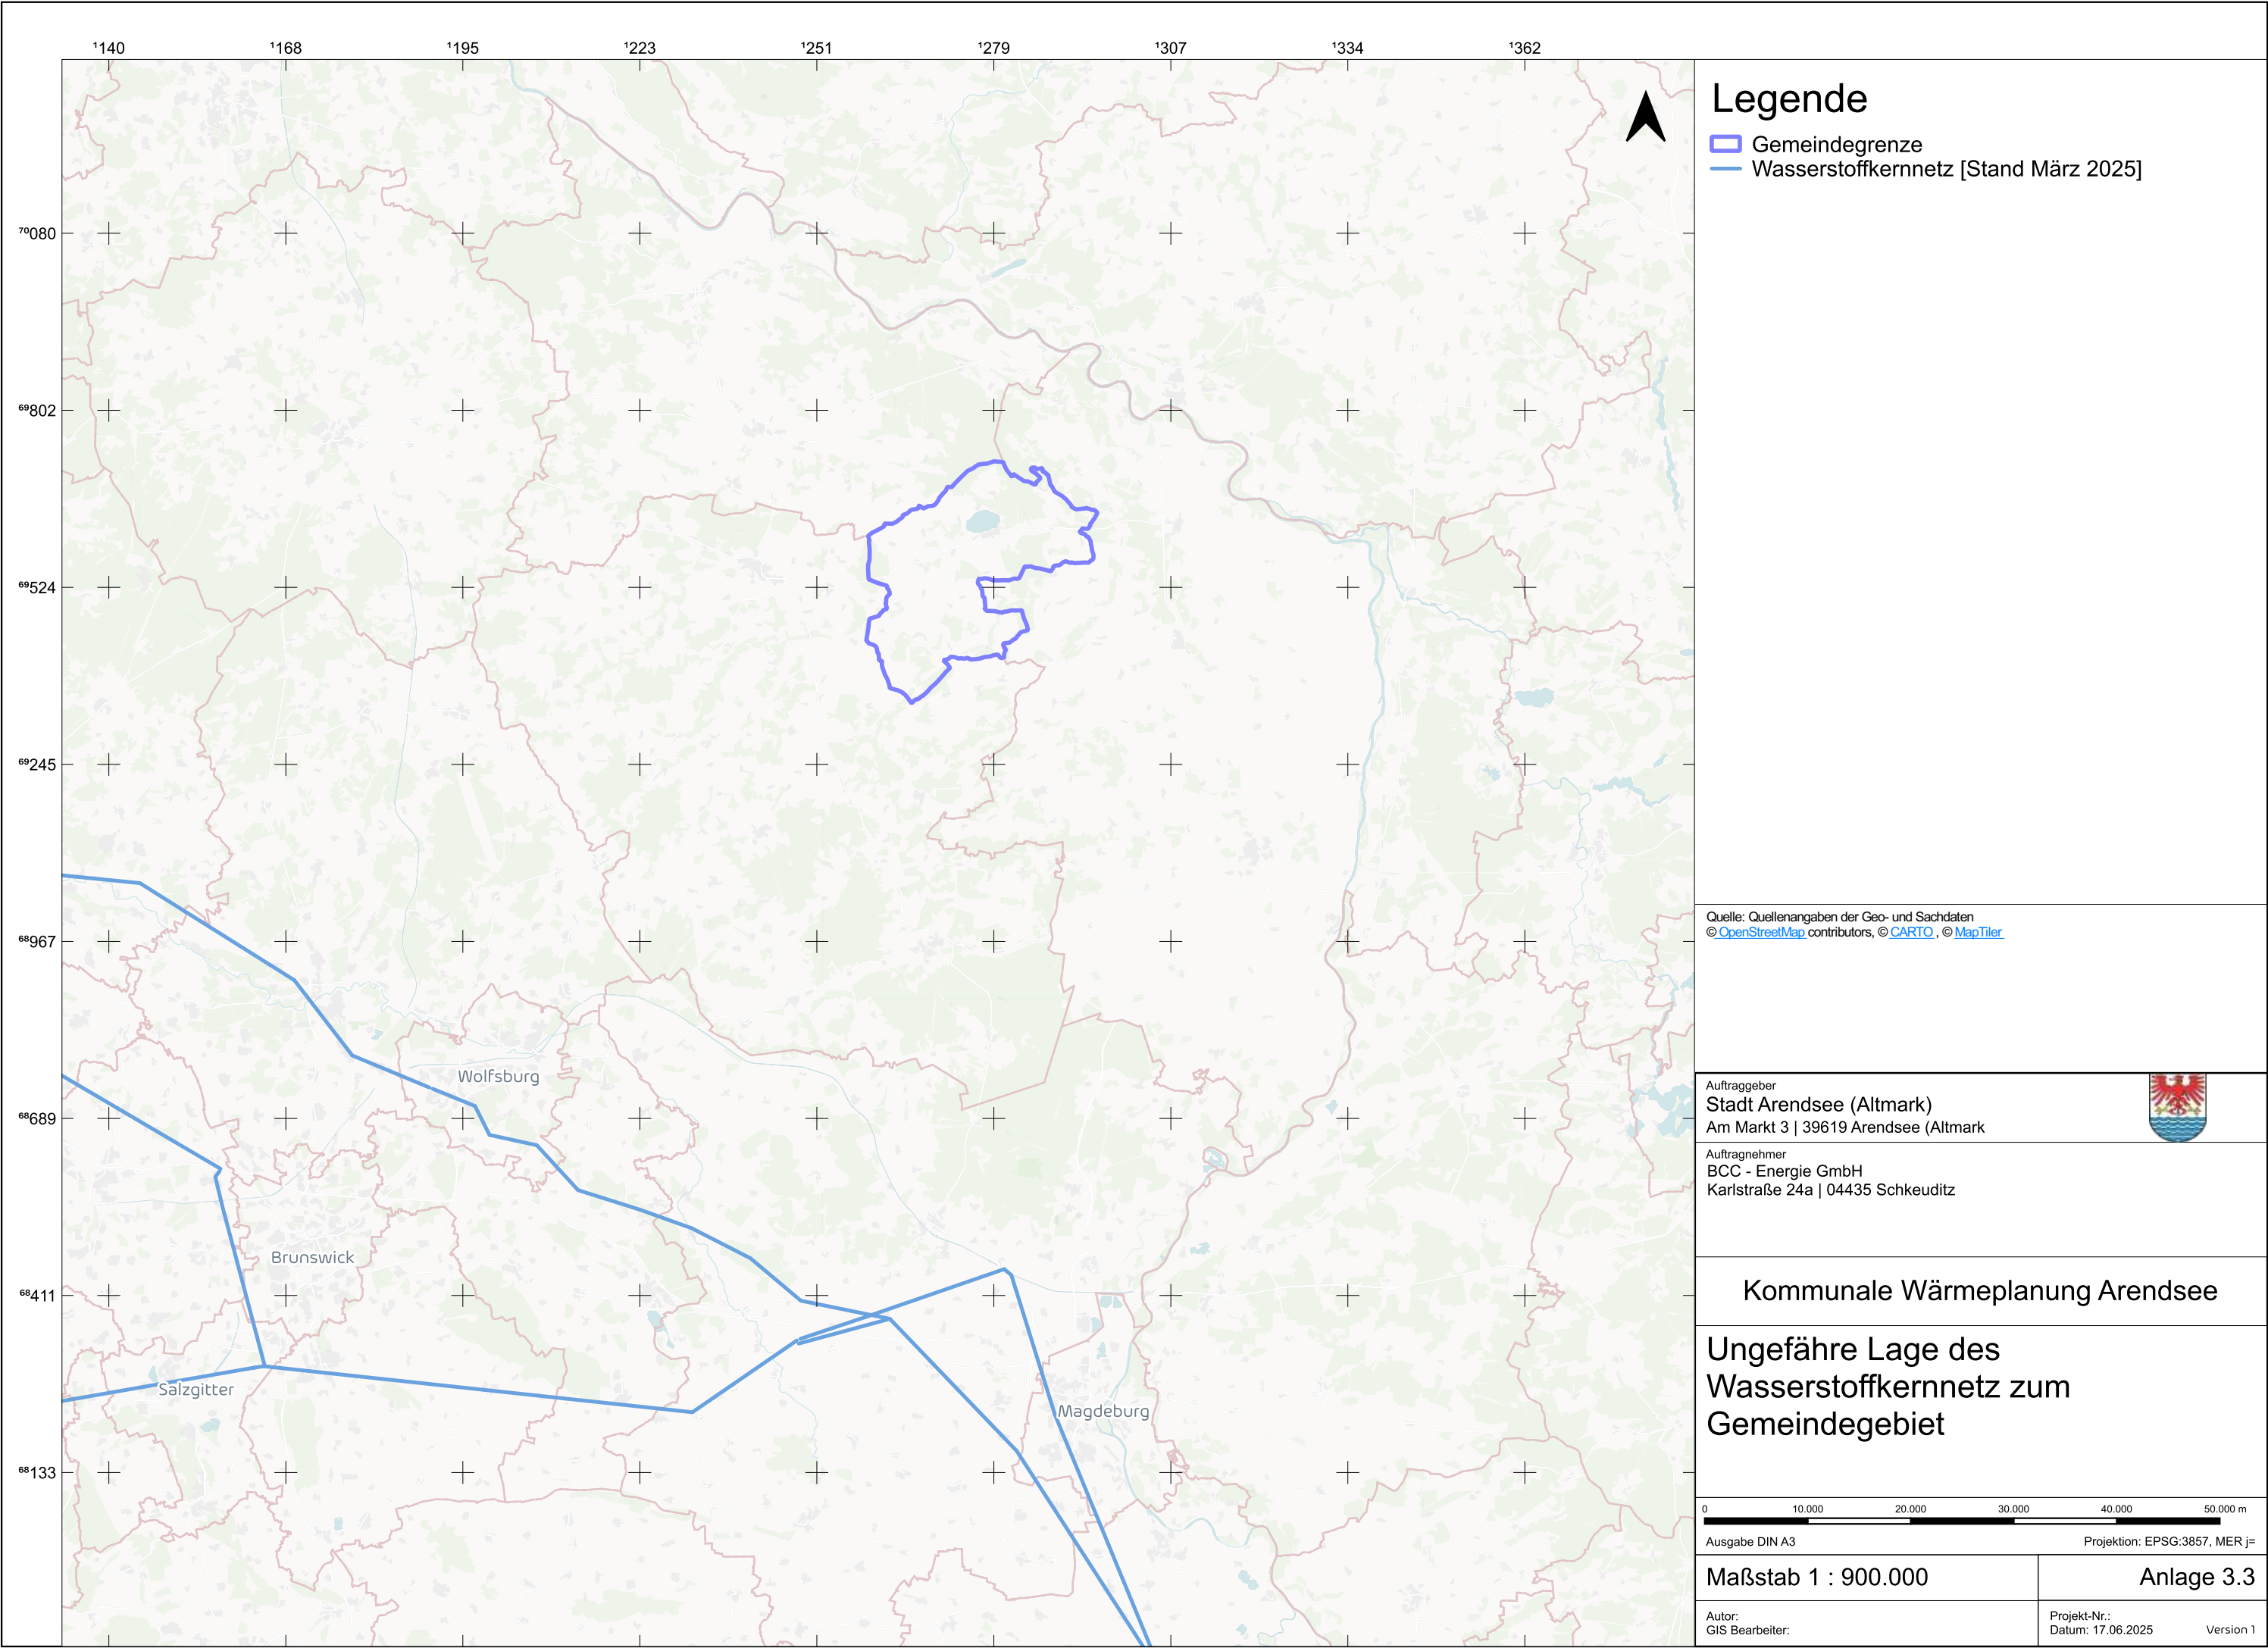 ¹140 ¹168 ¹195 ¹223 ¹251 ¹279 ¹307 ¹334 ¹362
⁷⁰080
⁶⁹802
⁶⁹524
⁶⁹245
⁶⁸967
⁶⁸689
⁶⁸411
⁶⁸133
Wolfsburg
Brunswick
Salzgitter
Magdeburg
Legende
Gemeindegrenze
Wasserstoffkernnetz [Stand März 2025]
Quelle: Quellenangaben der Geo- und Sachdaten
© OpenStreetMap contributors, © CARTO , © MapTiler
Auftraggeber
Stadt Arendsee (Altmark)
Am Markt 3 | 39619 Arendsee (Altmark
Auftragnehmer
BCC - Energie GmbH
Karlstraße 24a | 04435 Schkeuditz
Kommunale Wärmeplanung Arendsee
Ungefähre Lage des
Wasserstoffkernnetz zum
Gemeindegebiet
0 10.000 20.000 30.000 40.000 50.000 m
Ausgabe DIN A3 Projektion: EPSG:3857, MER j=
Maßstab 1 : 900.000 Anlage 3.3
Autor: Projekt-Nr.:
GIS Bearbeiter: Datum: 17.06.2025 Version 1